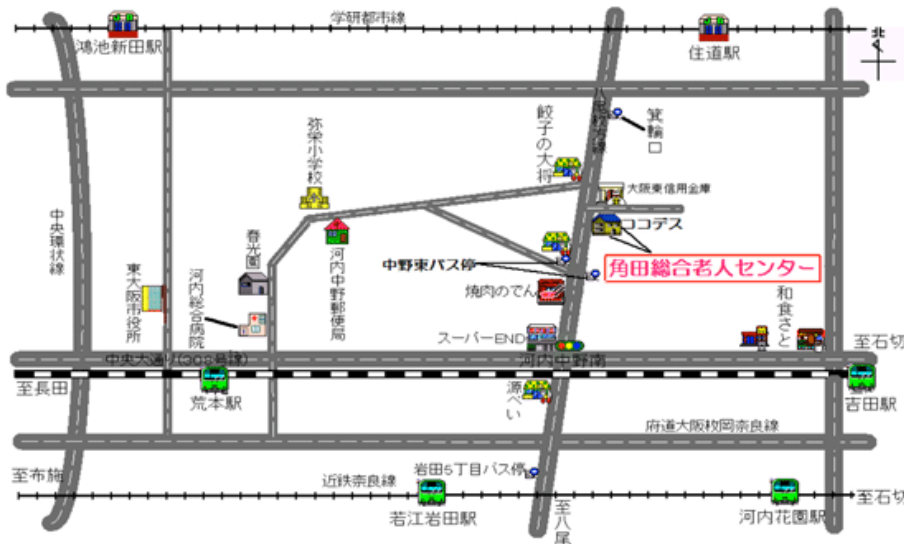 学研都市線
鴻池新田駅
住道駅
北
箕輪口
餃子の大将
弥栄小学校
大阪東信用金庫
ココデス
中央環状線
春光園
中野東バス停
角田総合老人センター
東大阪市役所
河内総合病院
河内中野郵便局
焼肉のでん
和食さと
スーパーEND
至石切
中央大通り(308号線)
河内中野南
至長田
荒本駅
源ぺい
吉田駅
府道大阪枚岡奈良線
至布施
近鉄奈良線
岩田5丁目バス停
至石切
若江岩田駅
至八尾
河内花園駅